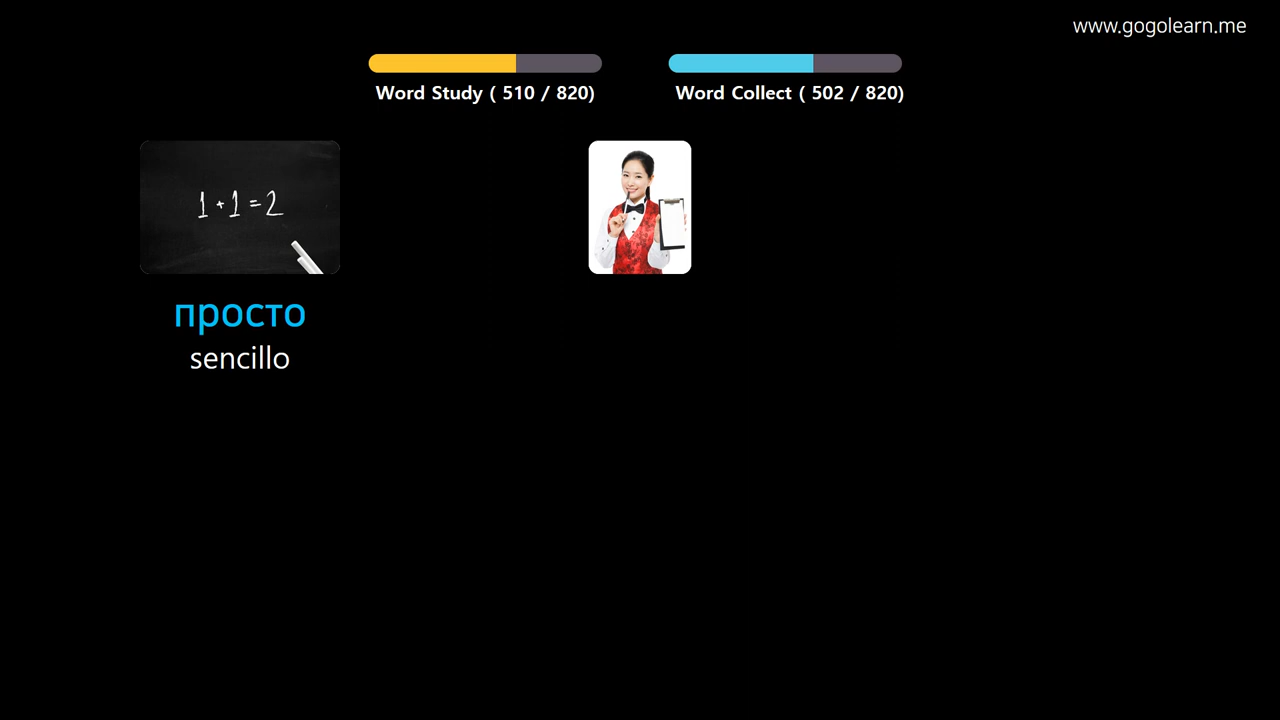 www.gogolearn.me
Word Study ( 510 / 820)
Word Collect ( 502 / 820)
1 + 1 = 2
просто
sencillo